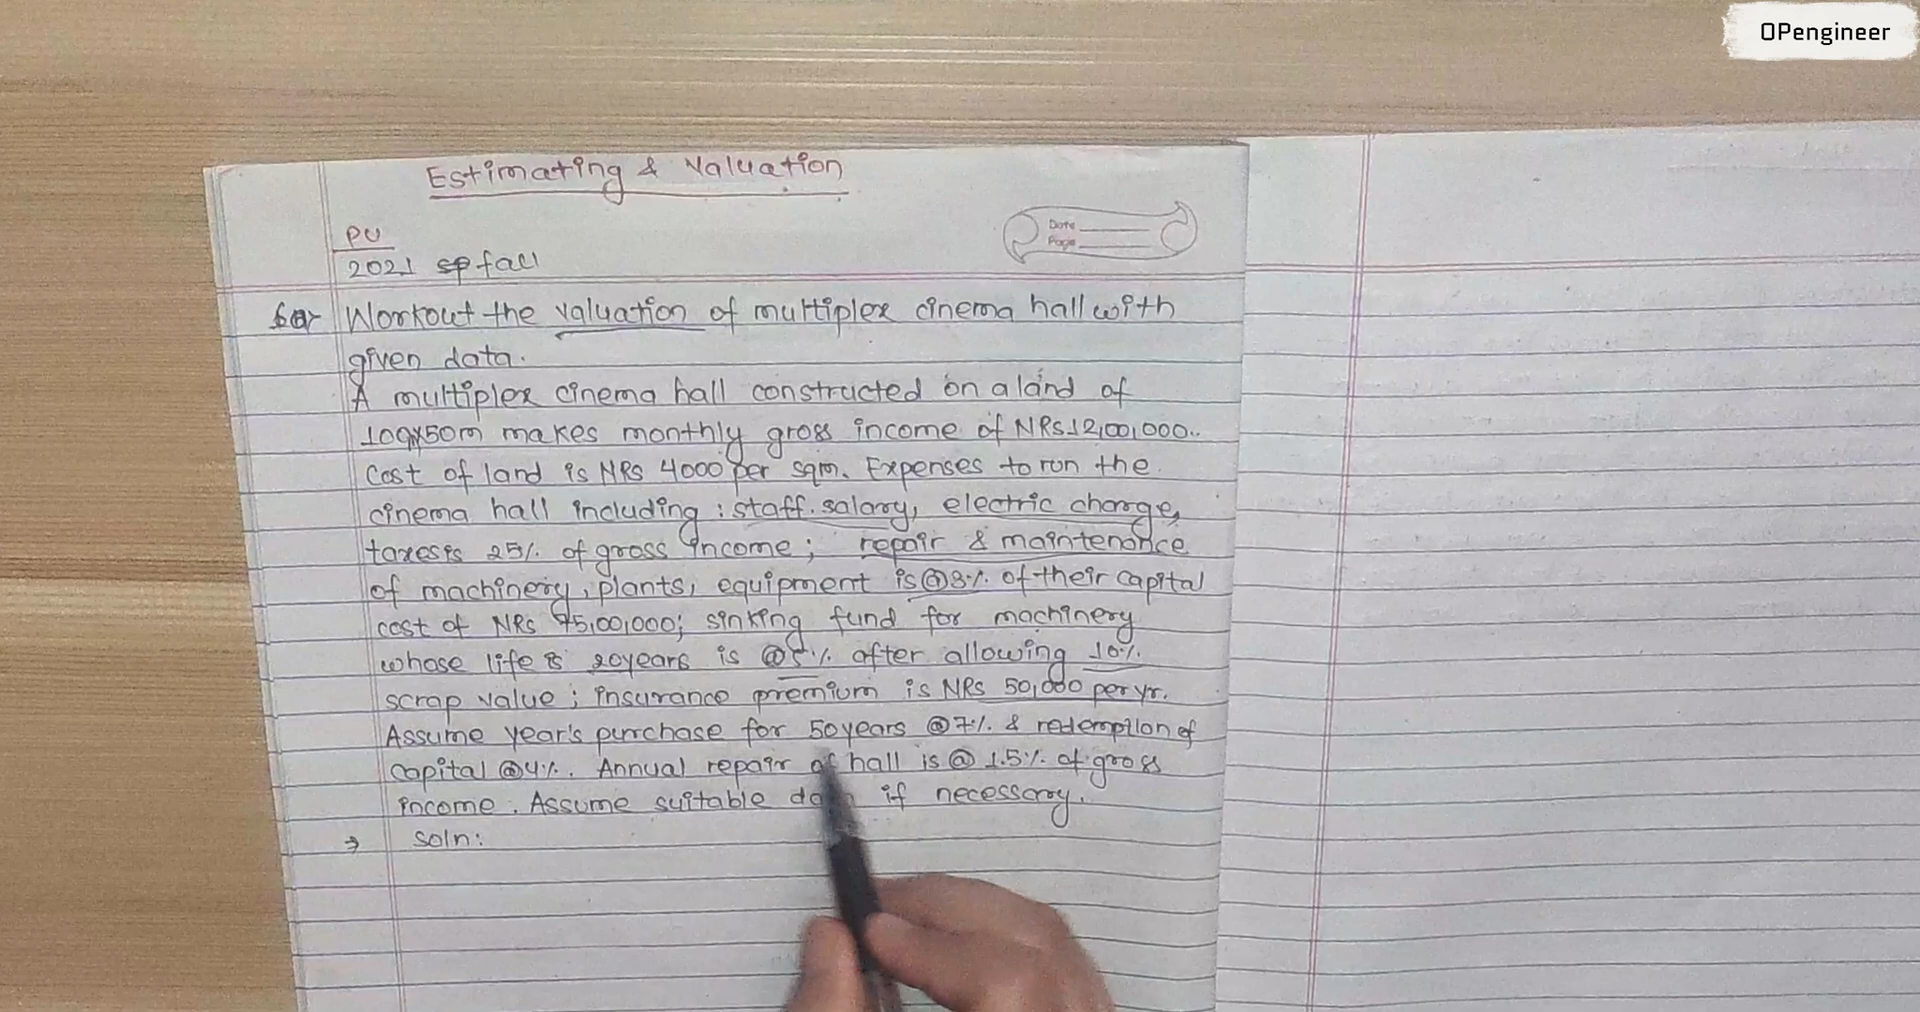 OPengineer
Estimating & Valuation
Date
Page
PU
2021 sp fall
6a Workout the valuation of multiplex cinema hall with
given data.
A multiplex cinema hall constructed on a land of
100x50m makes monthly gross income of NRs.12,00,000..
Cost of land is NRs 4000 per sqm. Expenses to run the
cinema hall including : staff salary, electric charge,
taxes is 25% of gross income ; repair & maintenance
of machinery, plants, equipment is @3% of their capital
cost of NRs 75,00,000; sinking fund for machinery
whose life is 20years is @5% after allowing 10%
scrap value ; insurance premium is NRs 50,000 per yr.
Assume year's purchase for 50 years @7% & redemption of
capital @4%. Annual repair of hall is @ 1.5% of gross
income. Assume suitable if necessary.
→ Soln: